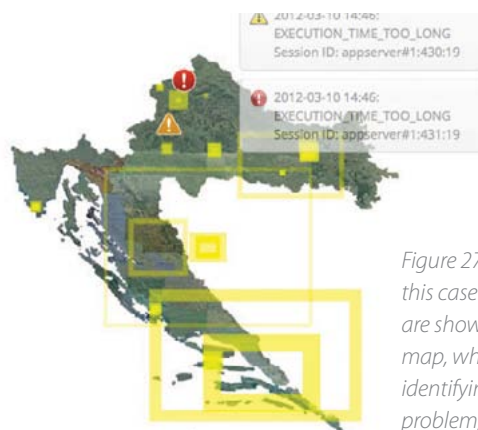 2012-03-10 14:46:
EXECUTION_TIME_TOO_LONG
Session ID: appserver#1:430:19
2012-03-10 14:46:
EXECUTION_TIME_TOO_LONG
Session ID: appserver#1:431:19
Figure 27
this case
are show
map, wh
identifying
problem